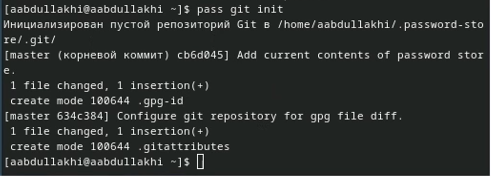 [aabdullakhi@aabdullakhi ~]$ pass git init
Инициализирован пустой репозиторий Git в /home/aabdullakhi/.password-sto
re/.git/
[master (корневой коммит) cb6d045] Add current contents of password stor
e.
 1 file changed, 1 insertion(+)
 create mode 100644 .gpg-id
[master 634c384] Configure git repository for gpg file diff.
 1 file changed, 1 insertion(+)
 create mode 100644 .gitattributes
[aabdullakhi@aabdullakhi ~]$